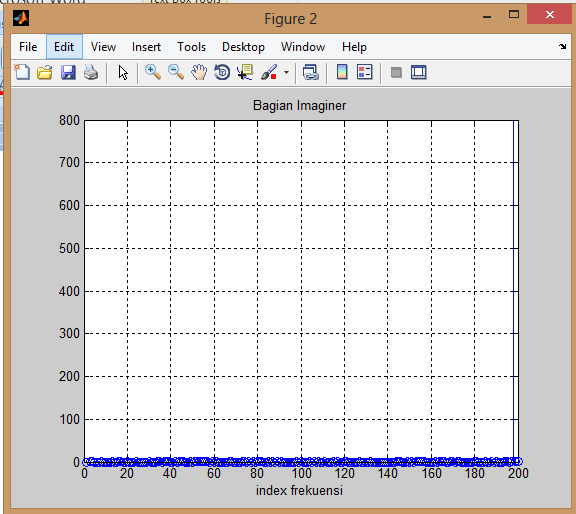 Figure 2
File Edit View Insert Tools Desktop Window Help
Bagian Imaginer
800
700
600
500
400
300
200
100
0
0 20 40 60 80 100 120 140 160 180 200
index frekuensi